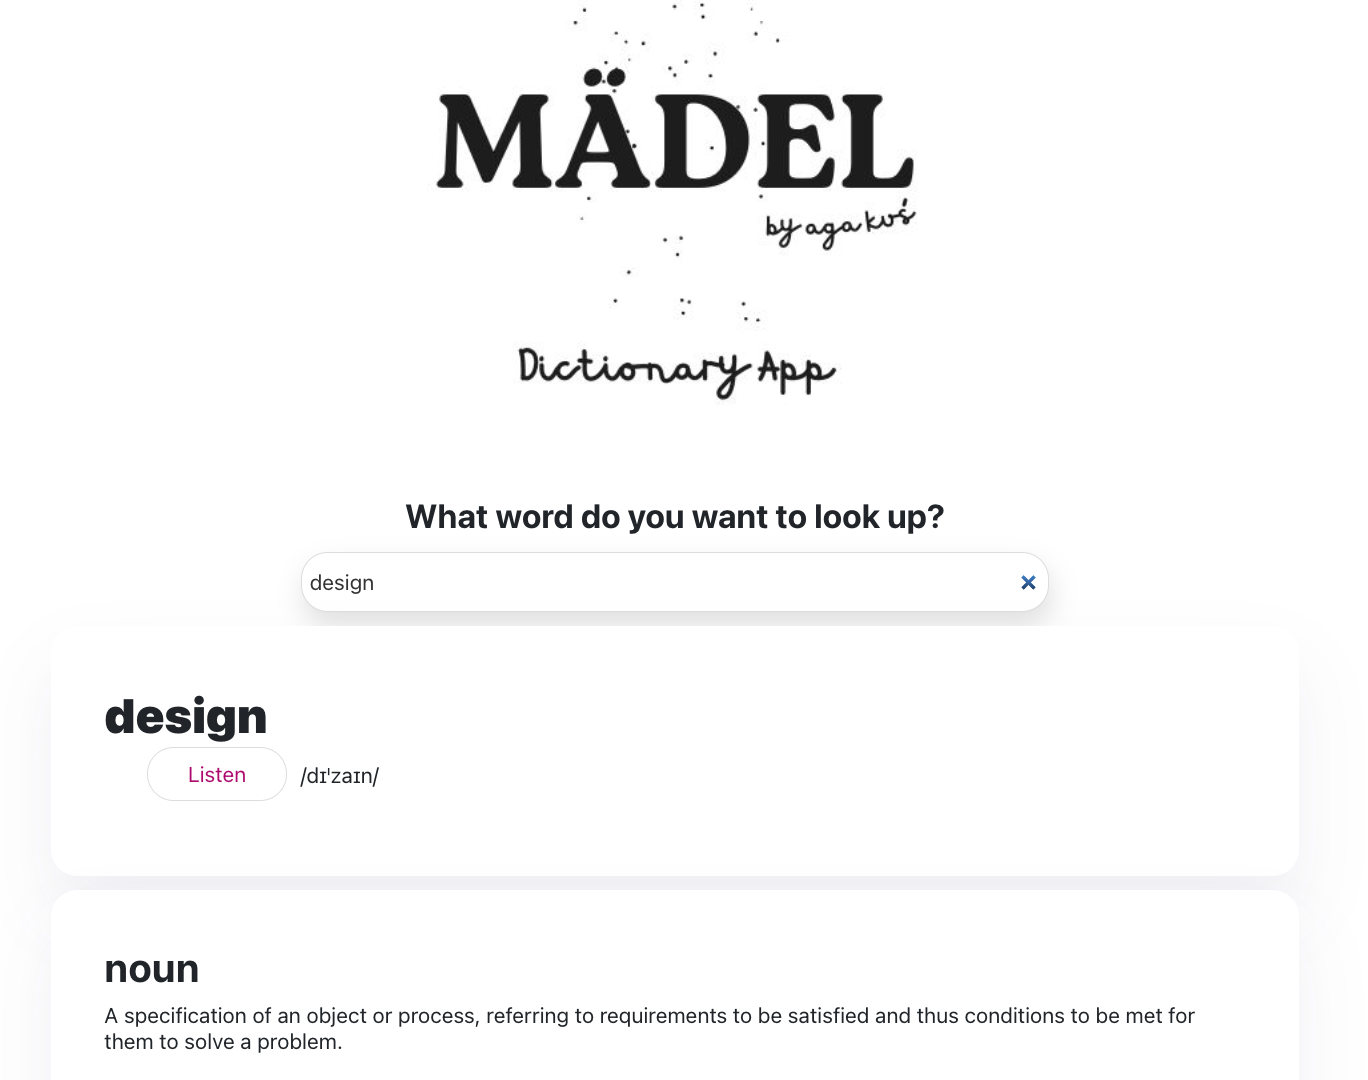 MÄDEL
by aga kuś
Dictionary App
What word do you want to look up?
design
design
Listen /dɪˈzaɪn/
noun
A specification of an object or process, referring to requirements to be satisfied and thus conditions to be met for
them to solve a problem.